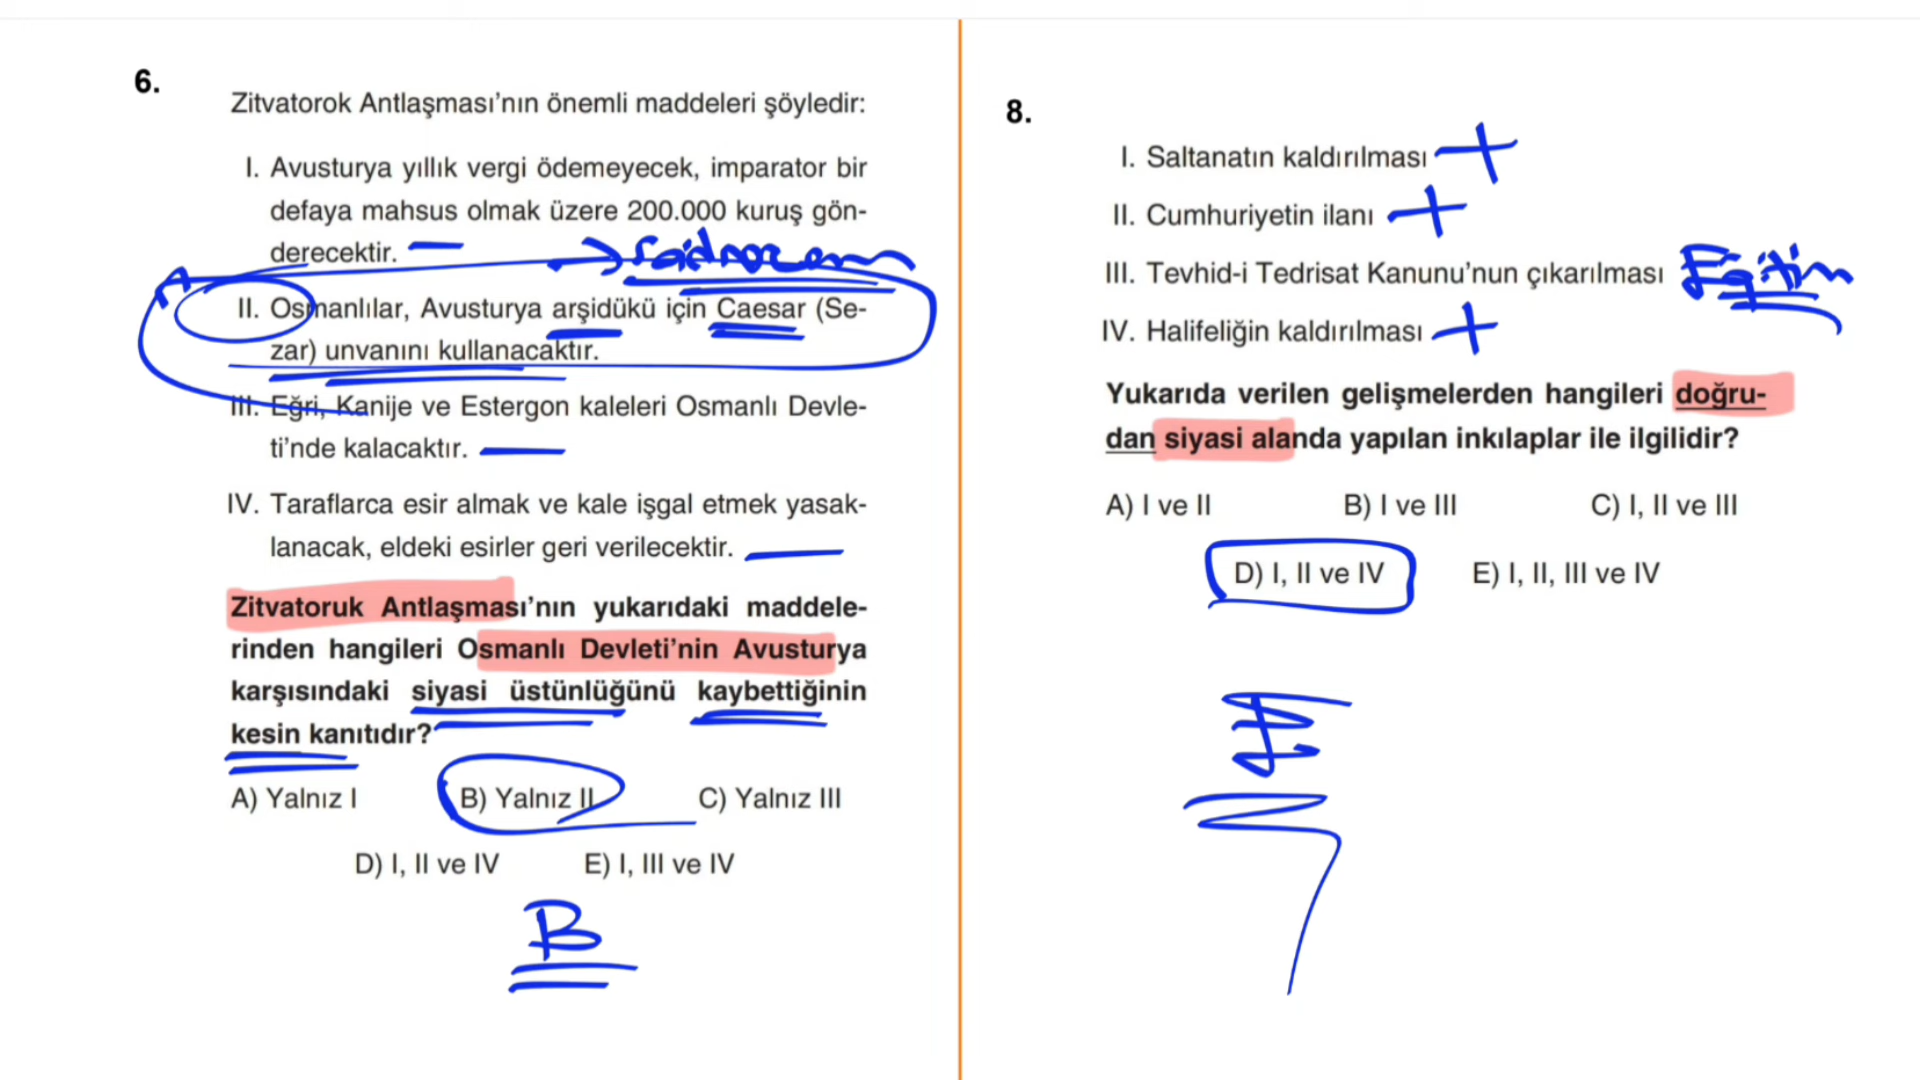 6.
Zitvatorok Antlaşması'nın önemli maddeleri şöyledir:
I. Avusturya yıllık vergi ödemeyecek, imparator bir
defaya mahsus olmak üzere 200.000 kuruş gön-
derecektir.
II. Osmanlılar, Avusturya arşidükü için Caesar (Se-
zar) unvanını kullanacaktır.
III. Eğri, Kanije ve Estergon kaleleri Osmanlı Devle-
ti'nde kalacaktır.
IV. Taraflarca esir almak ve kale işgal etmek yasak-
lanacak, eldeki esirler geri verilecektir.
Zitvatoruk Antlaşması'nın yukarıdaki maddele-
rinden hangileri Osmanlı Devleti'nin Avusturya
karşısındaki siyasi üstünlüğünü kaybettiğinin
kesin kanıtıdır?
A) Yalnız I B) Yalnız II C) Yalnız III
D) I, II ve IV E) I, III ve IV
B
8.
I. Saltanatın kaldırılması +
II. Cumhuriyetin ilanı +
III. Tevhid-i Tedrisat Kanunu'nun çıkarılması Eğitim
IV. Halifeliğin kaldırılması +
Yukarıda verilen gelişmelerden hangileri doğru-
dan siyasi alanda yapılan inkılaplar ile ilgilidir?
A) I ve II B) I ve III C) I, II ve III
D) I, II ve IV E) I, II, III ve IV